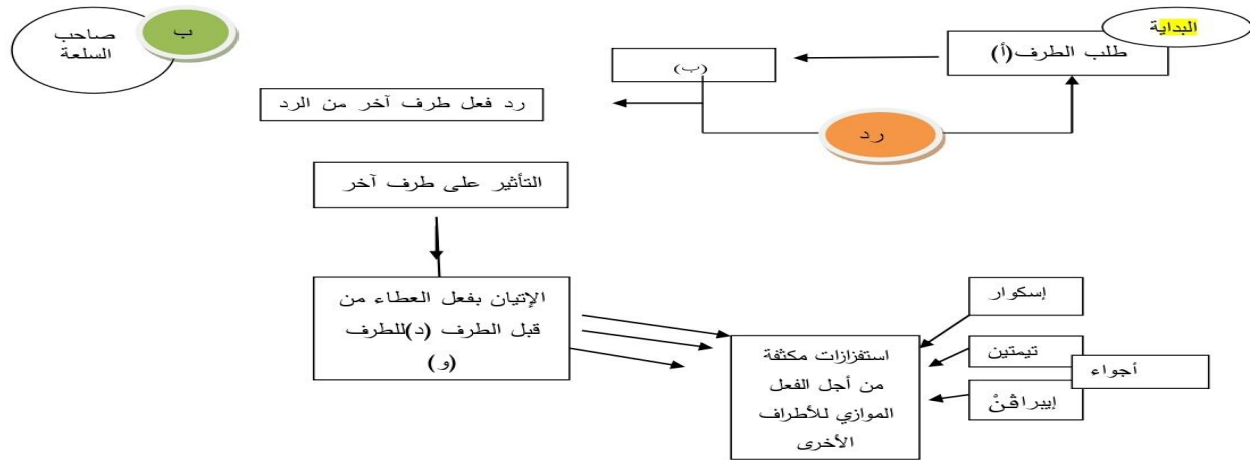 البداية
طلب الطرف(أ)
(ب)
رد
ب
صاحب
السلعة
رد فعل طرف آخر من الرد
التأثير على طرف آخر
الإتيان بفعل العطاء من
قبل الطرف (د)للطرف
(و)
استفزازات مكثفة
من أجل الفعل
الموازي للأطراف
الأخرى
إسكوار
تيمتين
إيبراڤنْ
أجواء